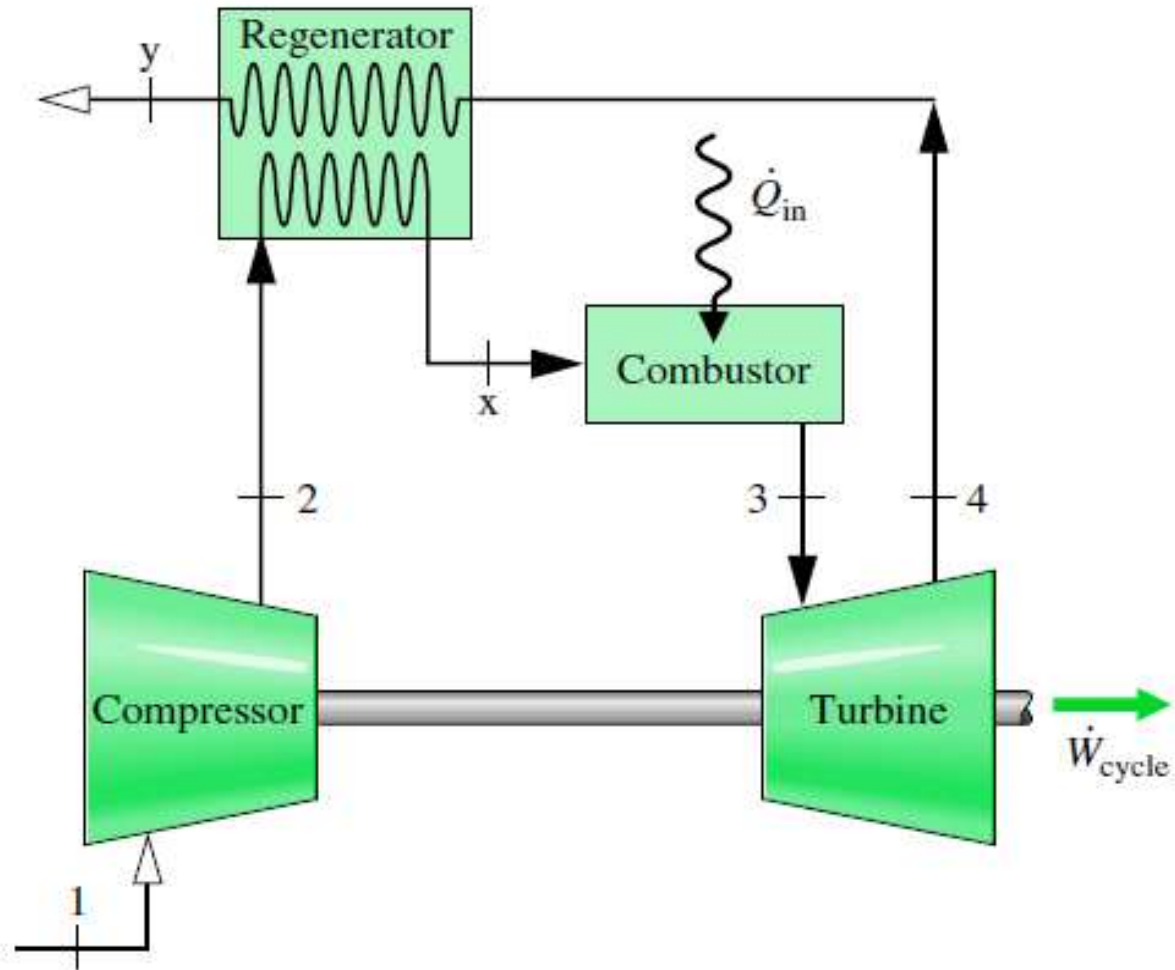 Regenerator
y
Q̇in
Combustor
x
2
3
4
Compressor
Turbine
Ẇcycle
1